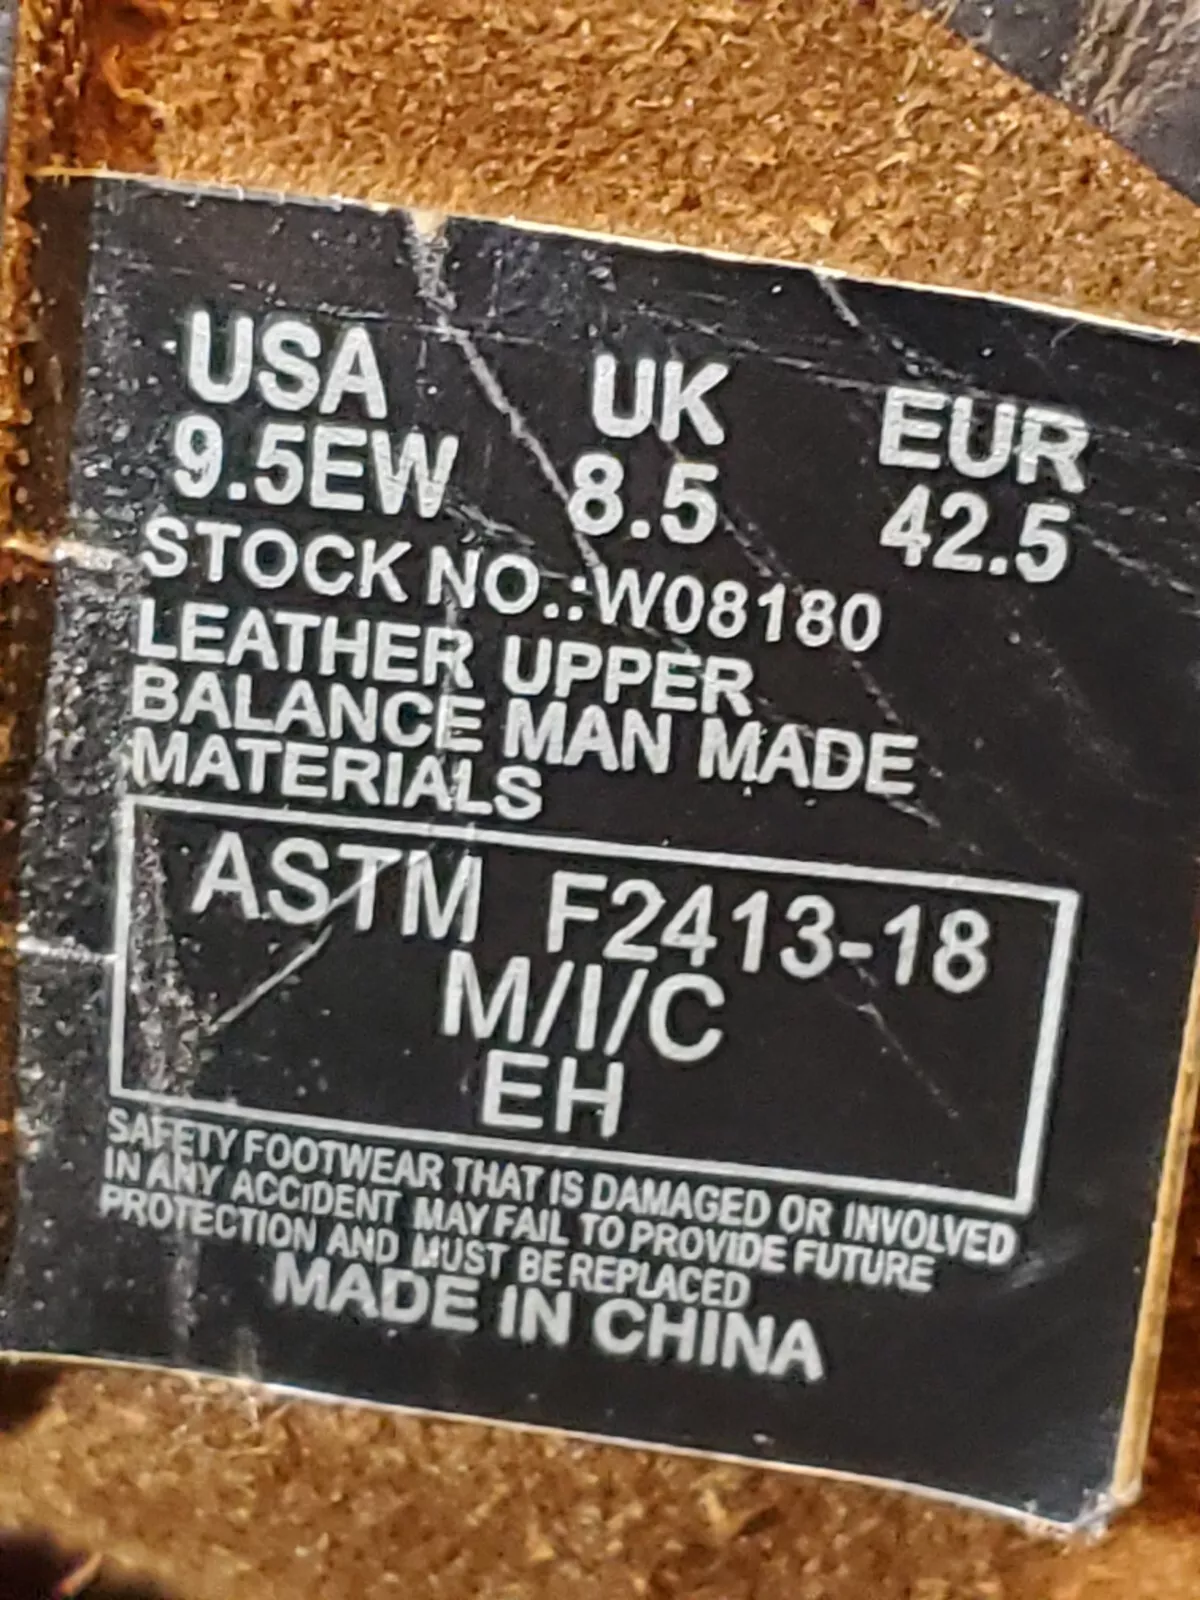 USA UK EUR
9.5EW 8.5 42.5
STOCK NO.:W08180
LEATHER UPPER
BALANCE MAN MADE
MATERIALS
ASTM F2413-18
M/I/C
EH
SAFETY FOOTWEAR THAT IS DAMAGED OR INVOLVED
IN ANY ACCIDENT MAY FAIL TO PROVIDE FUTURE
PROTECTION AND MUST BE REPLACED
MADE IN CHINA